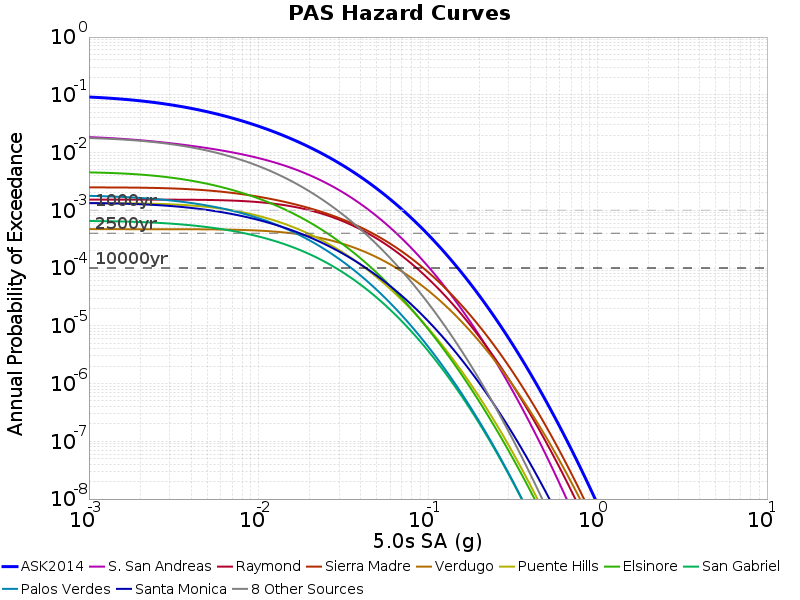 PAS Hazard Curves
Annual Probability of Exceedance
10^0
10^-1
10^-2
10^-3
10^-4
10^-5
10^-6
10^-7
10^-8
1000yr
2500yr
10000yr
10^-3 10^-2 10^-1 10^0 10^1
5.0s SA (g)
ASK2014 S. San Andreas Raymond Sierra Madre Verdugo Puente Hills Elsinore San Gabriel
Palos Verdes Santa Monica 8 Other Sources